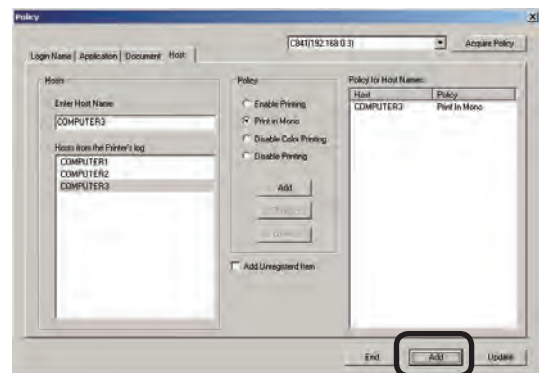 Policy
C841(192.168.0.3)
Acquire Policy
Login Name
Application
Document
Host
Hosts
Enter Host Name
COMPUTER3
Hosts from the Printer's log
COMPUTER1
COMPUTER2
COMPUTER3
Policy
Enable Printing
Print in Mono
Disable Color Printing
Disable Printing
Add
Add Unregisterd Item
Policy for Host Names:
Host Policy
COMPUTER3 Print In Mono
End
Add
Update